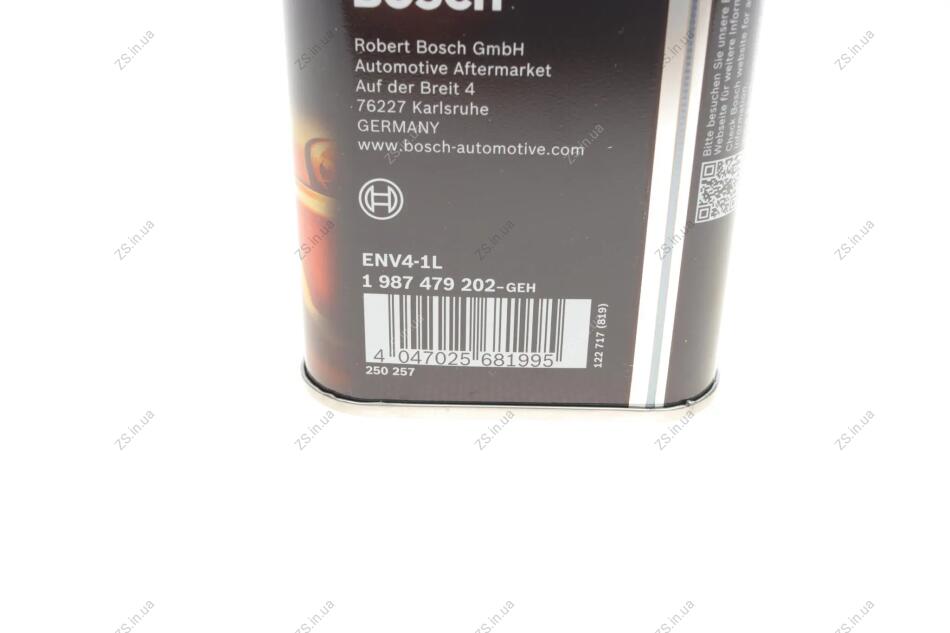 Bosch
Robert Bosch GmbH
Automotive Aftermarket
Auf der Breit 4
76227 Karlsruhe
GERMANY
www.bosch-automotive.com
ENV4-1L
1 987 479 202-GEH
4 047025 681995
250 257
122 717 (819)
Bitte besuchen Sie unsere
Webseite für weitere Inform
Check Bosch website for a
information.
ZS.in.ua